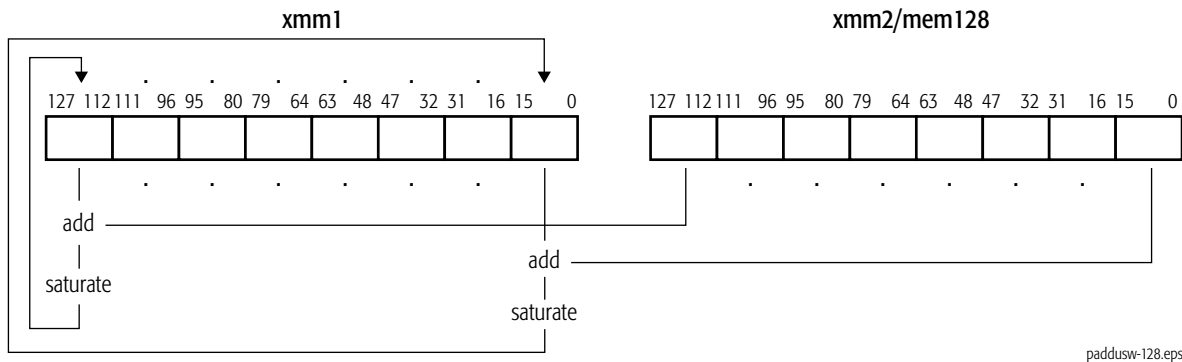 xmm1 xmm2/mem128
. . . . . .
127 112 111 96 95 80 79 64 63 48 47 32 31 16 15 0 127 112 111 96 95 80 79 64 63 48 47 32 31 16 15 0
. . . . . . . . . . . .
add
add
saturate
saturate
paddusw-128.eps